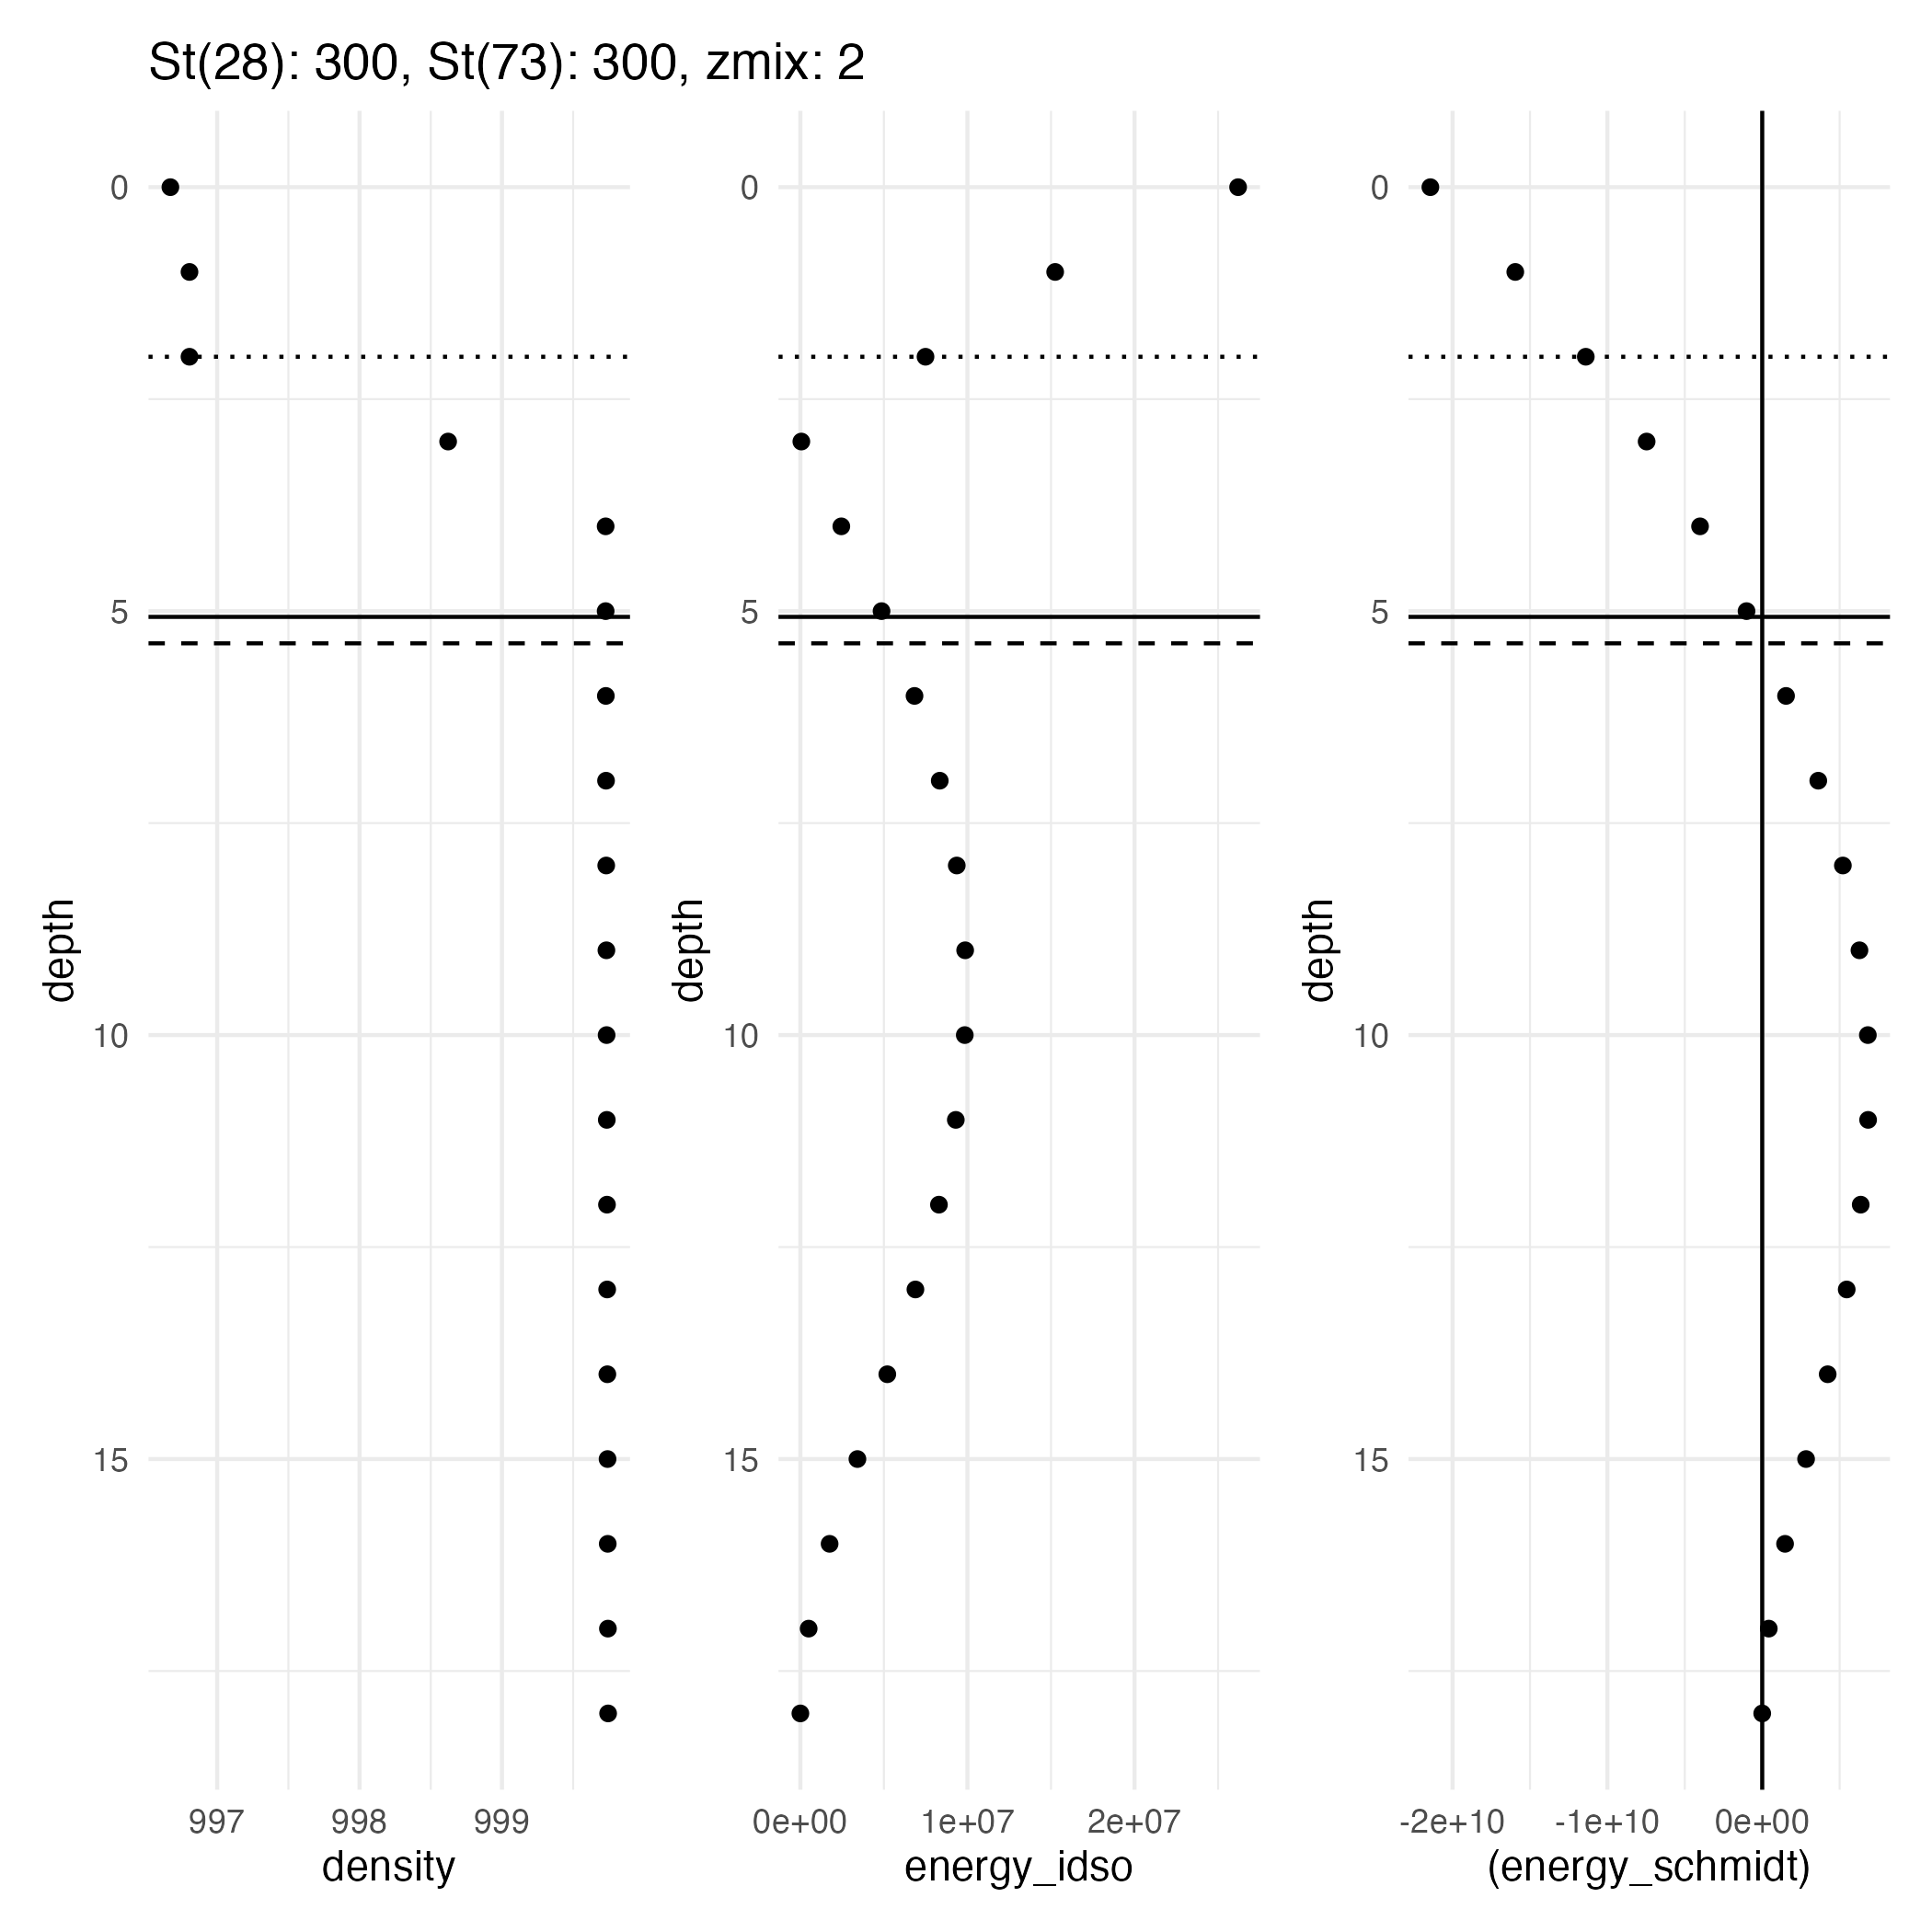 St(28): 300, St(73): 300, zmix: 2
0
5
10
15
depth
997 998 999
density
0
5
10
15
depth
0e+00 1e+07 2e+07
energy_idso
0
5
10
15
depth
-2e+10 -1e+10 0e+00
(energy_schmidt)